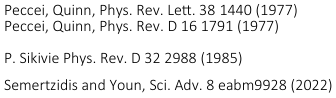 Peccei, Quinn, Phys. Rev. Lett. 38 1440 (1977)
Peccei, Quinn, Phys. Rev. D 16 1791 (1977)
P. Sikivie Phys. Rev. D 32 2988 (1985)
Semertzidis and Youn, Sci. Adv. 8 eabm9928 (2022)